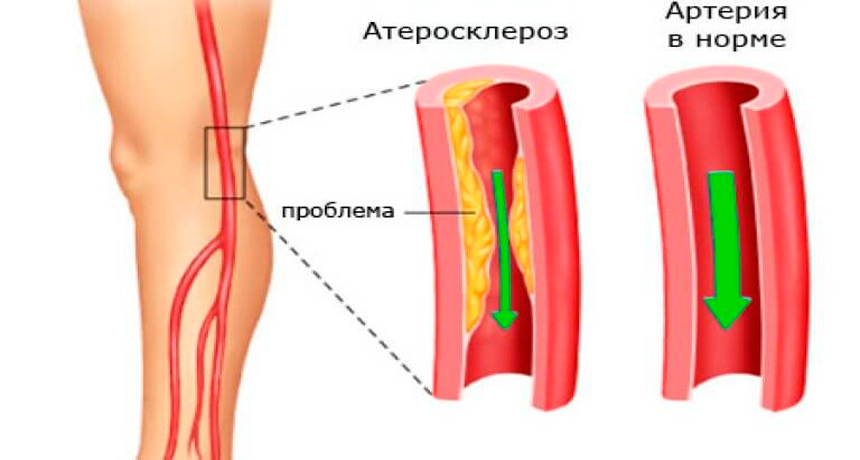 Атеросклероз
Артерия
в норме
проблема